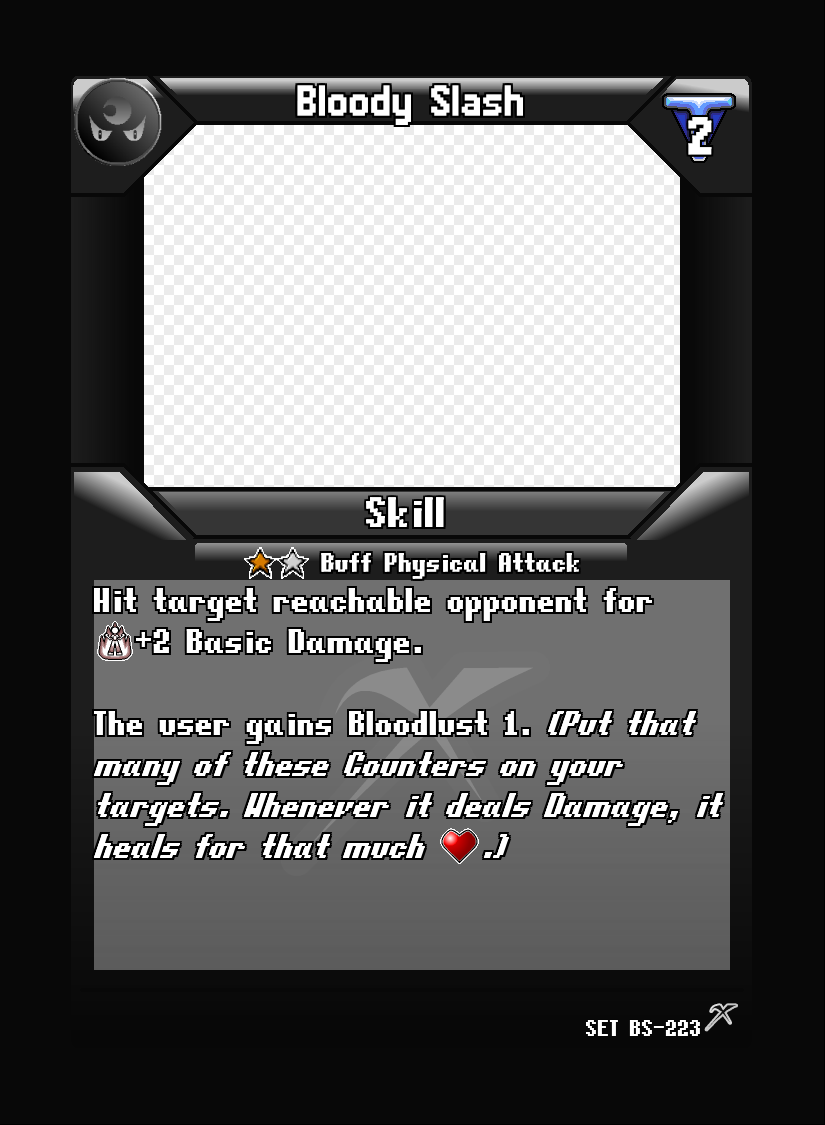 Bloody Slash
2
Skill
Buff Physical Attack
Hit target reachable opponent for
A+2 Basic Damage.
The user gains Bloodlust 1. (Put that
many of these Counters on your
targets. Whenever it deals Damage, it
heals for that much .)
SET BS-223